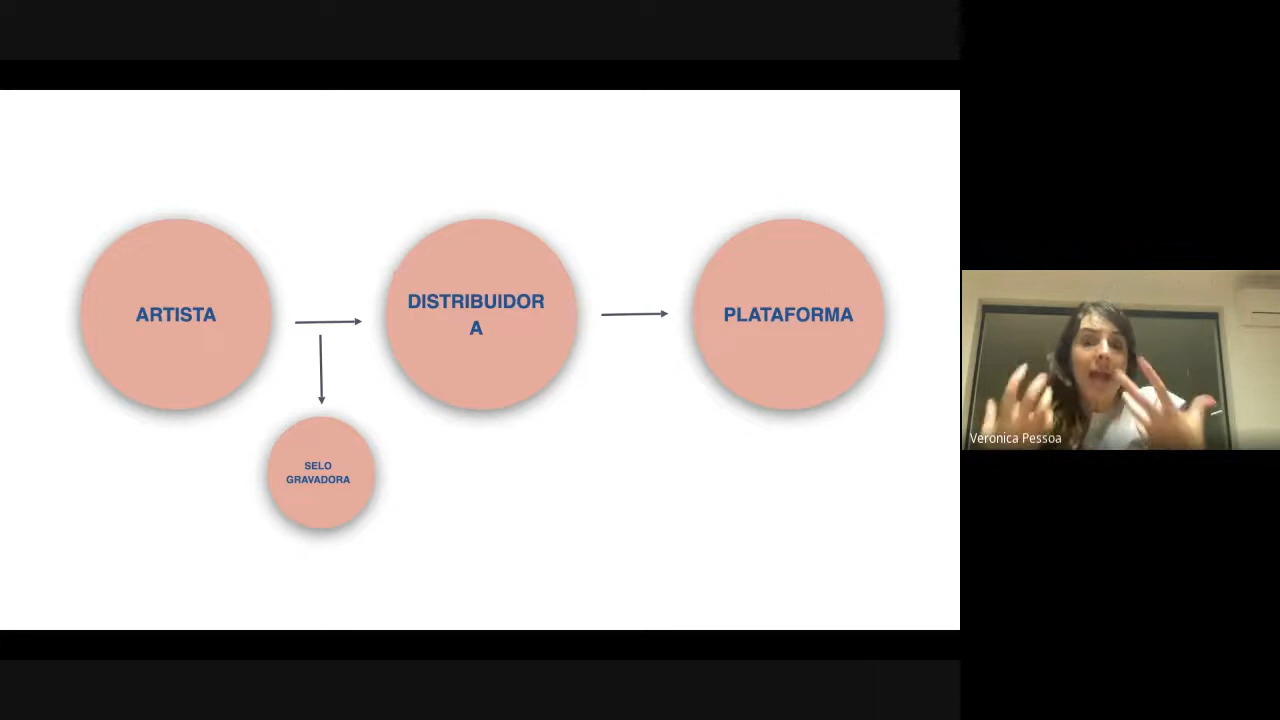 ARTISTA
DISTRIBUIDOR
A
PLATAFORMA
SELO
GRAVADORA
Veronica Pessoa